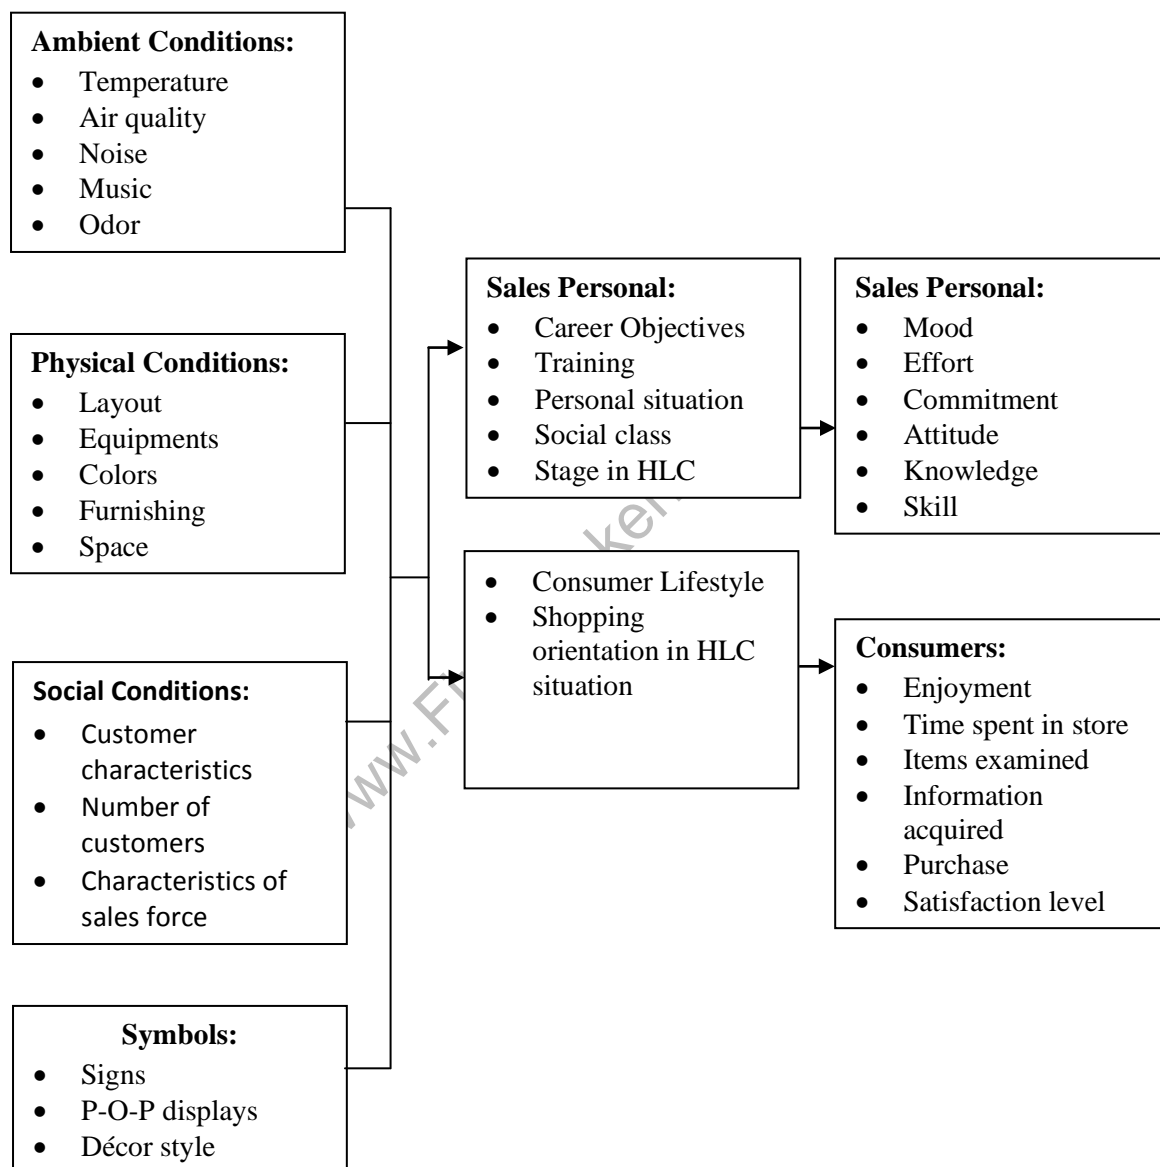 Ambient Conditions:
• Temperature
• Air quality
• Noise
• Music
• Odor
Physical Conditions:
• Layout
• Equipments
• Colors
• Furnishing
• Space
Social Conditions:
• Customer
characteristics
• Number of
customers
• Characteristics of
sales force
Symbols:
• Signs
• P-O-P displays
• Décor style
Sales Personal:
• Career Objectives
• Training
• Personal situation
• Social class
• Stage in HLC
• Consumer Lifestyle
• Shopping
orientation in HLC
situation
Sales Personal:
• Mood
• Effort
• Commitment
• Attitude
• Knowledge
• Skill
Consumers:
• Enjoyment
• Time spent in store
• Items examined
• Information
acquired
• Purchase
• Satisfaction level